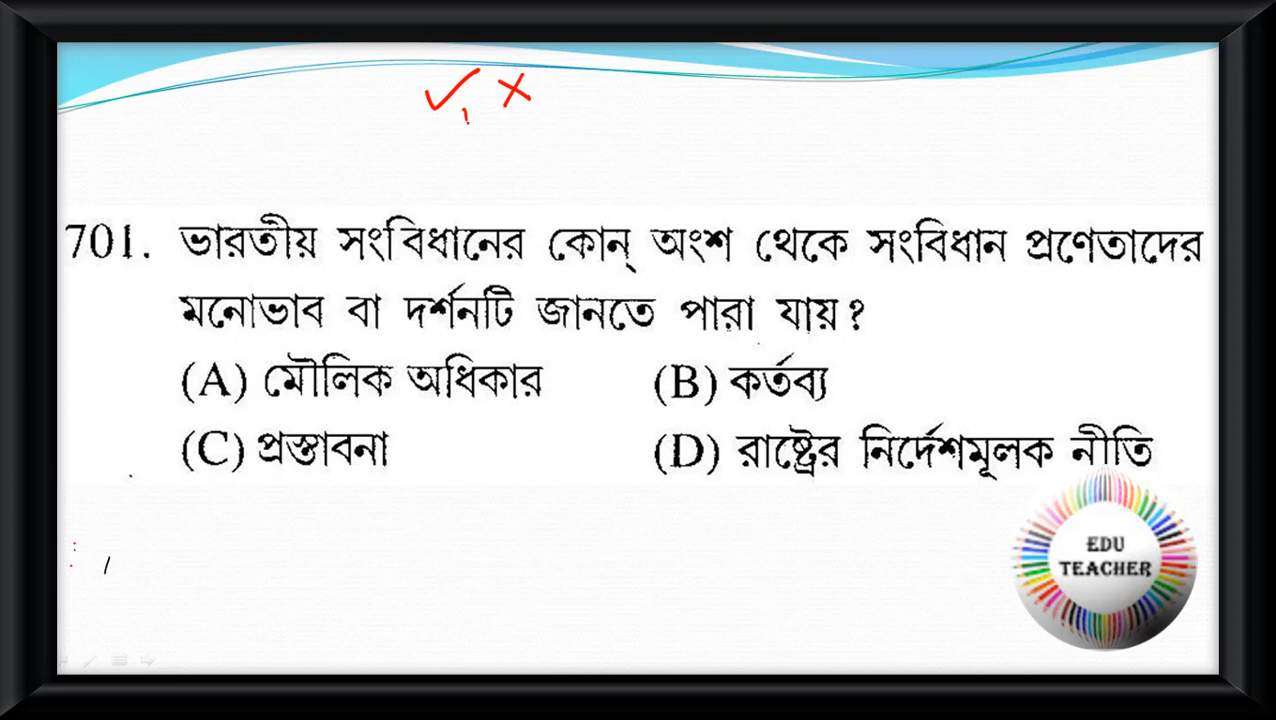 701. ভারতীয় সংবিধানের কোন্ অংশ থেকে সংবিধান প্রণেতাদের
মনোভাব বা দর্শনটি জানতে পারা যায়?
(A) মৌলিক অধিকার (B) কর্তব্য
(C) প্রস্তাবনা (D) রাষ্ট্রের নির্দেশমূলক নীতি
EDU
TEACHER